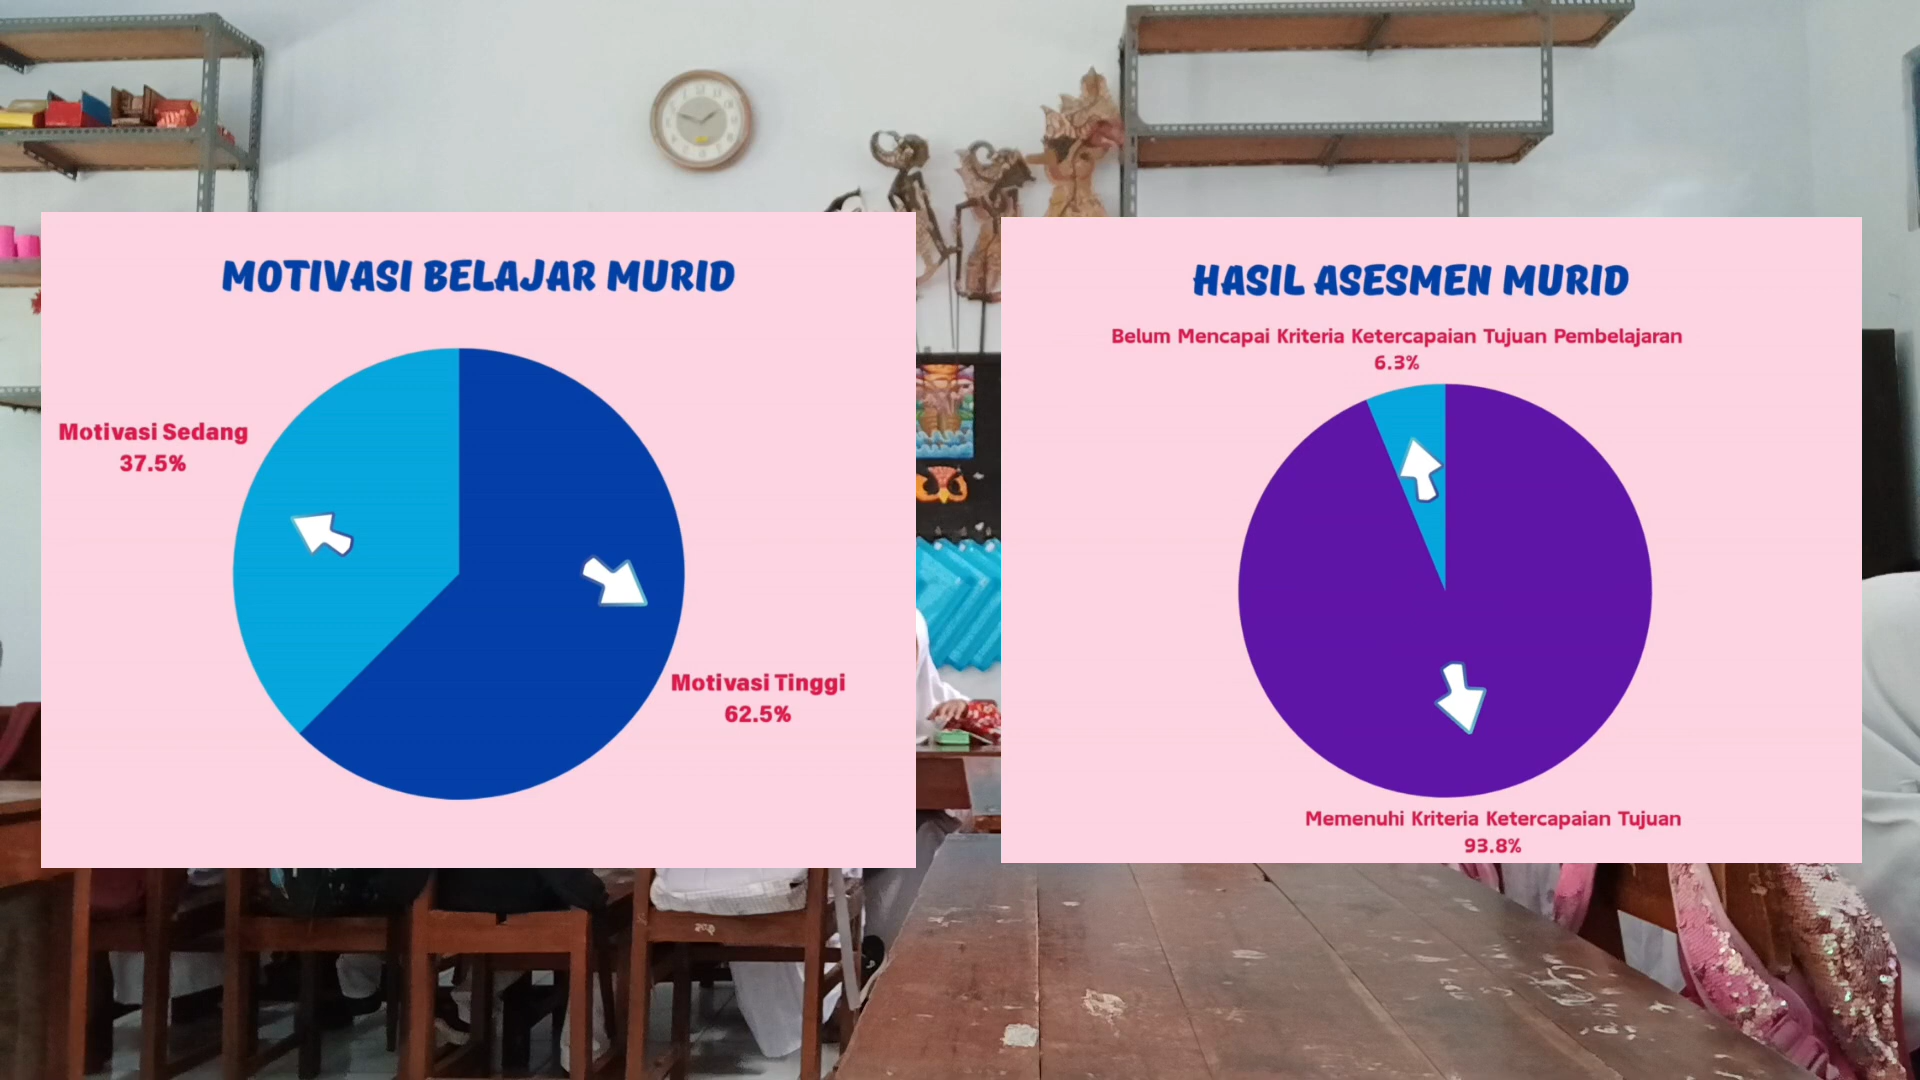 MOTIVASI BELAJAR MURID
Motivasi Sedang
37.5%
Motivasi Tinggi
62.5%
HASIL ASESMEN MURID
Belum Mencapai Kriteria Ketercapaian Tujuan Pembelajaran
6.3%
Memenuhi Kriteria Ketercapaian Tujuan
93.8%